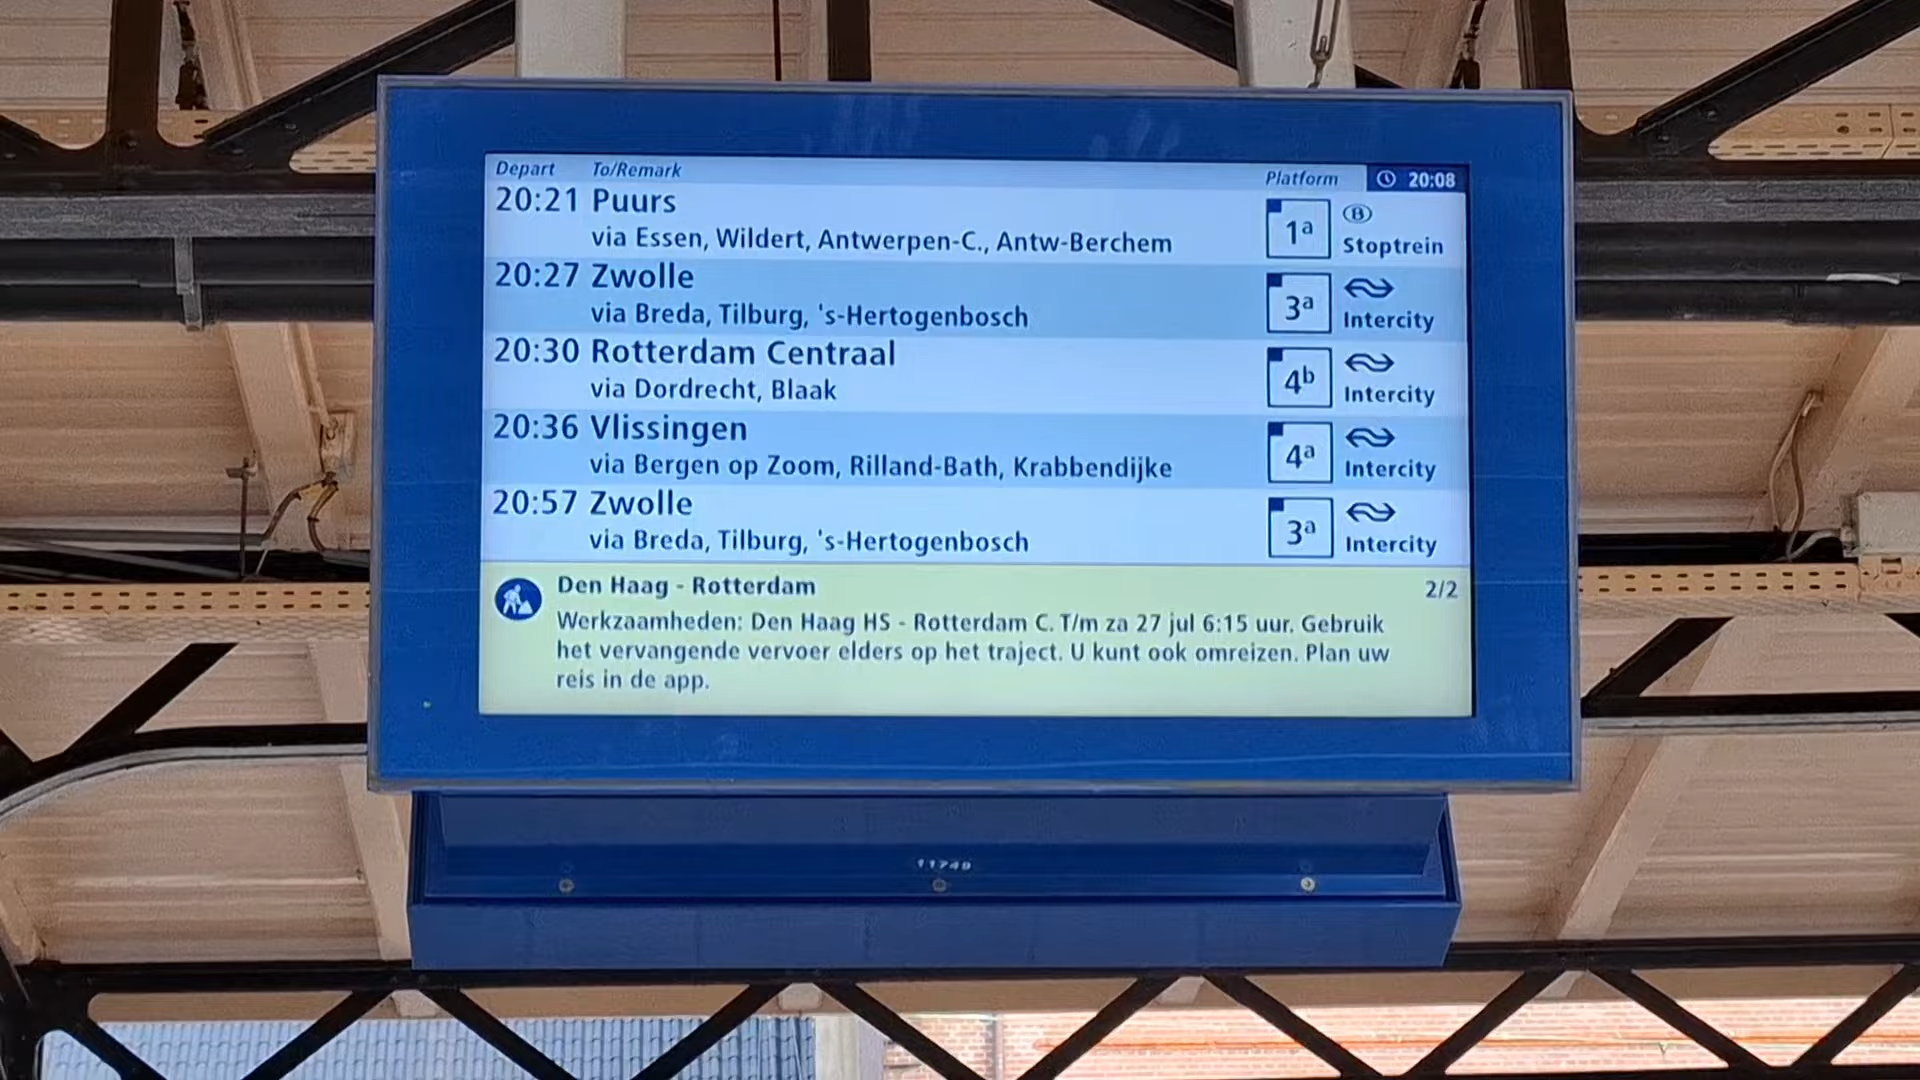 Depart To/Remark Platform 20:08
20:21 Puurs 1a B
via Essen, Wildert, Antwerpen-C., Antw-Berchem Stoptrein
20:27 Zwolle 3a
via Breda, Tilburg, 's-Hertogenbosch Intercity
20:30 Rotterdam Centraal 4b
via Dordrecht, Blaak Intercity
20:36 Vlissingen 4a
via Bergen op Zoom, Rilland-Bath, Krabbendijke Intercity
20:57 Zwolle 3a
via Breda, Tilburg, 's-Hertogenbosch Intercity
Den Haag - Rotterdam 2/2
Werkzaamheden: Den Haag HS - Rotterdam C. T/m za 27 jul 6:15 uur. Gebruik
het vervangende vervoer elders op het traject. U kunt ook omreizen. Plan uw
reis in de app.
11749